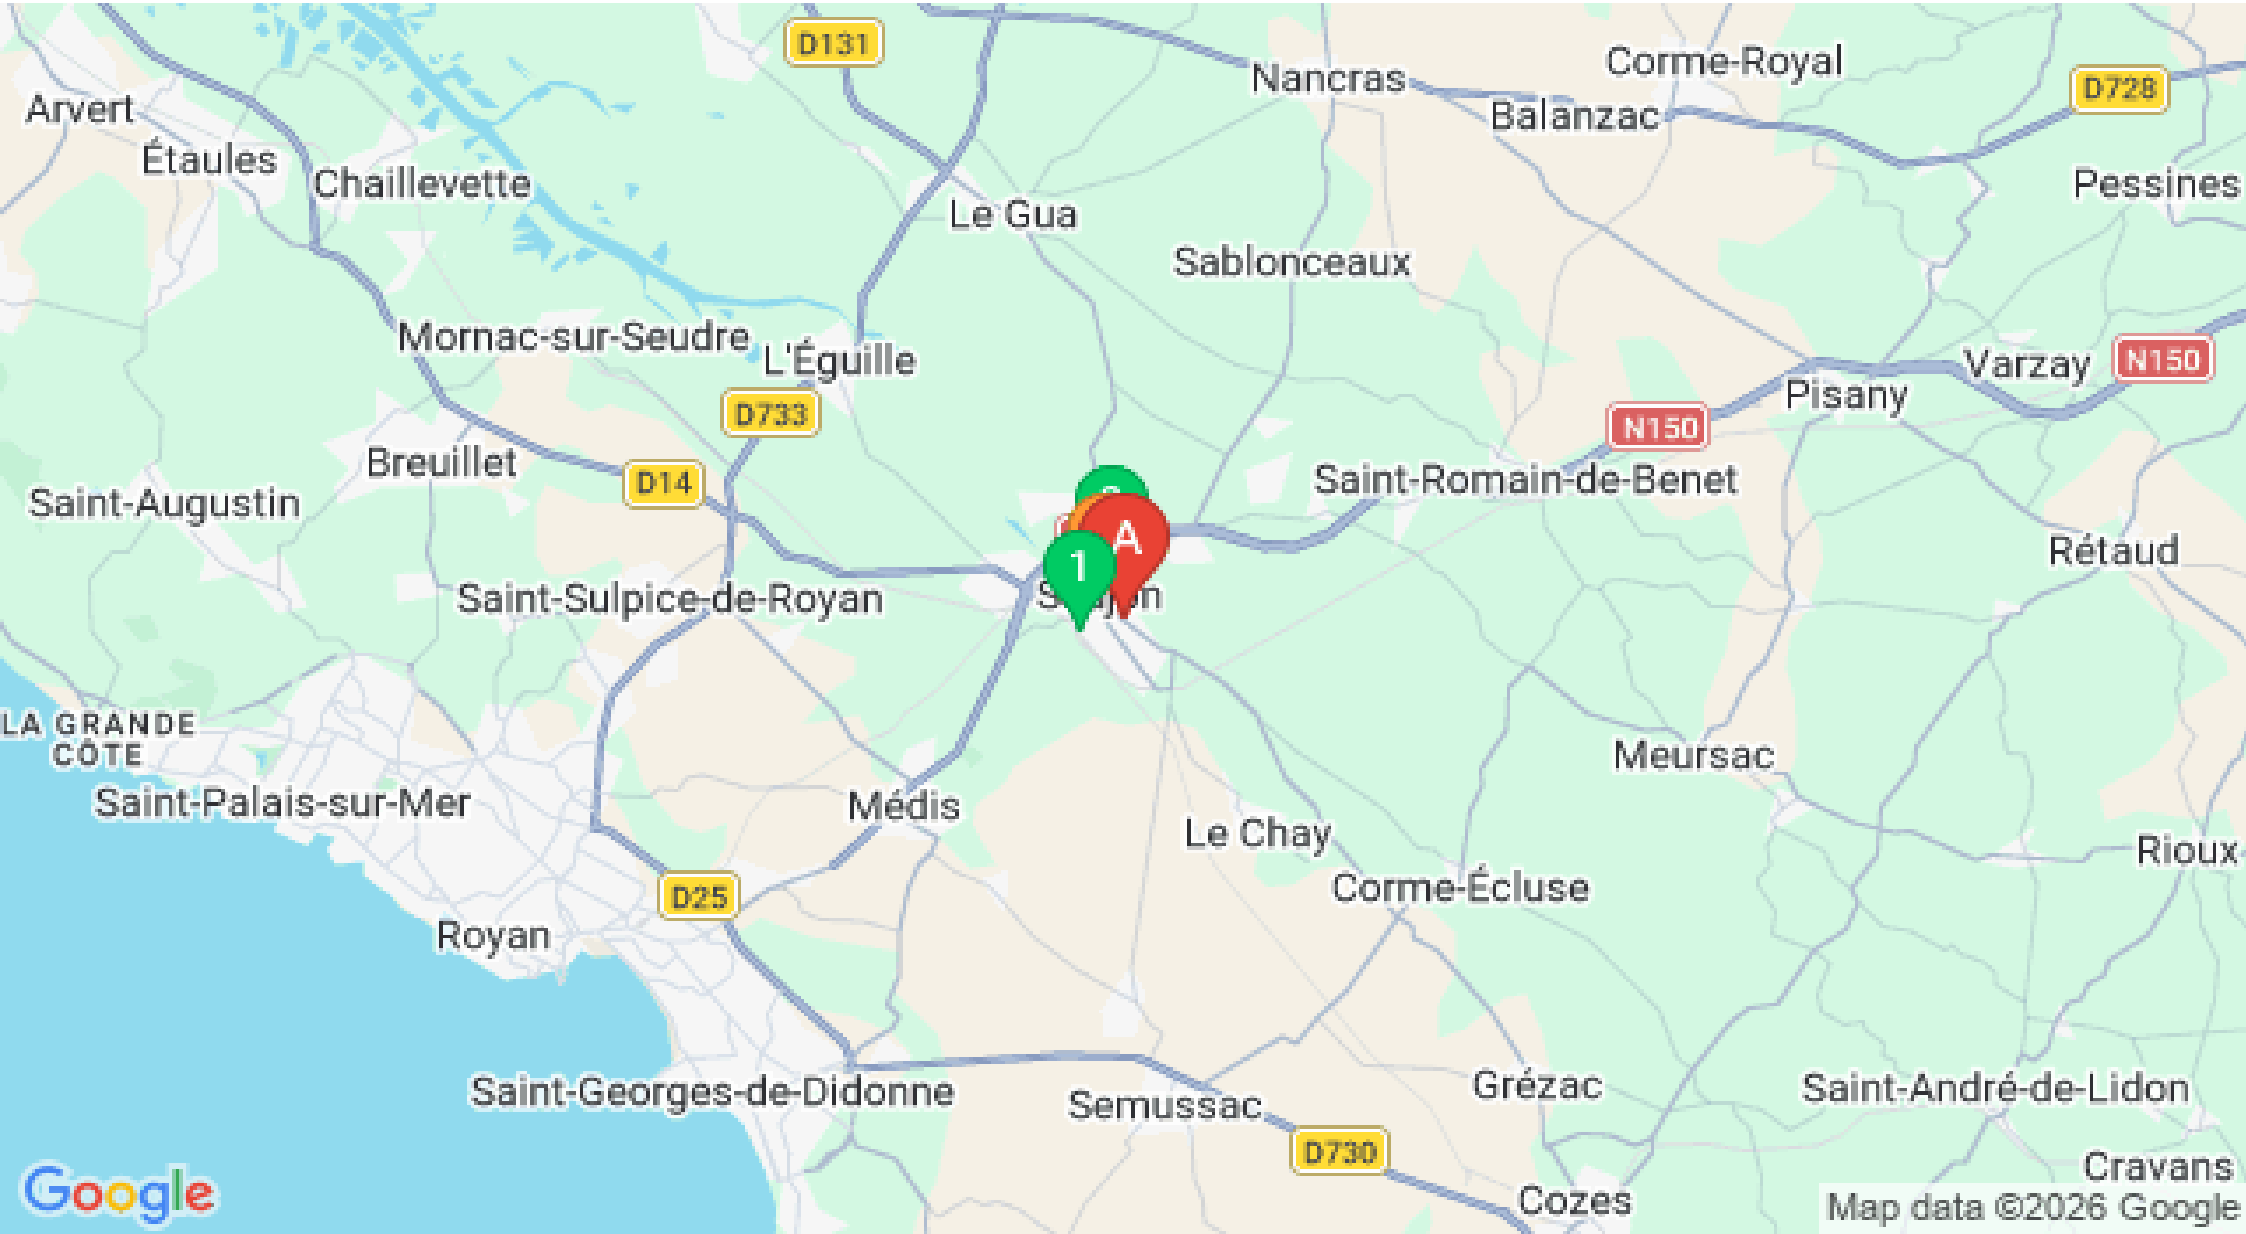 D131
Corme-Royal
Nancras
D728
Arvert
Balanzac
Étaules
Chaillevette
Pessines
Le Gua
Sablonceaux
Mornac-sur-Seudre
L'Éguille
Varzay
N150
Pisany
D733
N150
Breuillet
D14
Saint-Romain-de-Benet
Saint-Augustin
A
1
Rétaud
Saint-Sulpice-de-Royan
LA GRANDE
CÔTE
Meursac
Saint-Palais-sur-Mer
Médis
Le Chay
Rioux
Corme-Écluse
D25
Royan
Saint-Georges-de-Didonne
Semussac
Grézac
Saint-André-de-Lidon
D730
Cravans
Cozes
Google
Map data ©2026 Google